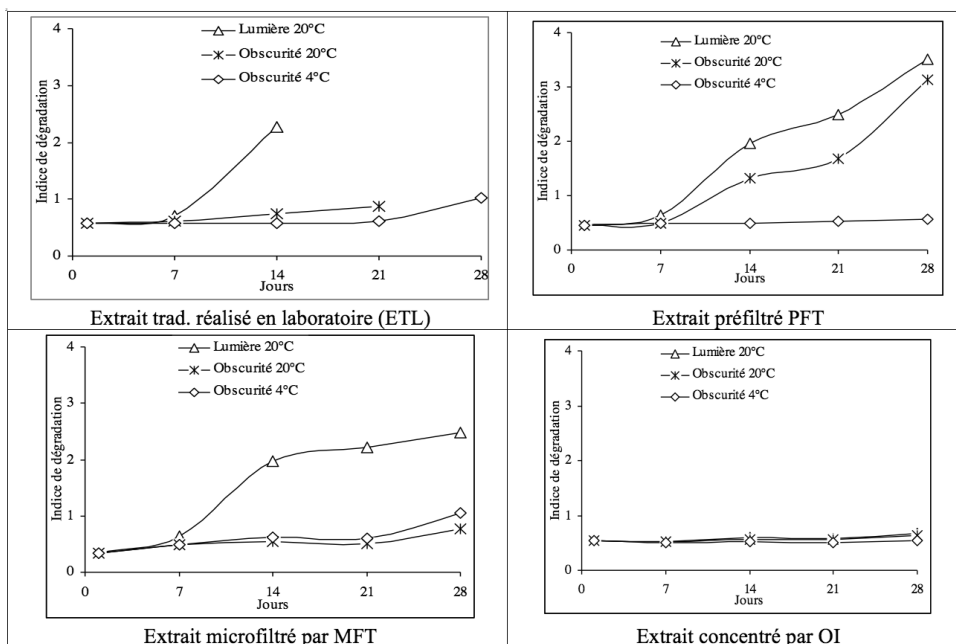 Indice de dégradation
4
3
2
1
0
Lumière 20°C
Obscurité 20°C
Obscurité 4°C
0 7 14 21 28
Jours
Extrait trad. réalisé en laboratoire (ETL)
Indice de dégradation
4
3
2
1
0
Lumière 20°C
Obscurité 20°C
Obscurité 4°C
0 7 14 21 28
Jours
Extrait préfiltré PFT
Indice de dégradation
4
3
2
1
0
Lumière 20°C
Obscurité 20°C
Obscurité 4°C
0 7 14 21 28
Jours
Extrait microfiltré par MFT
Indice de dégradation
4
3
2
1
0
Lumière 20°C
Obscurité 20°C
Obscurité 4°C
0 7 14 21 28
Jours
Extrait concentré par OI